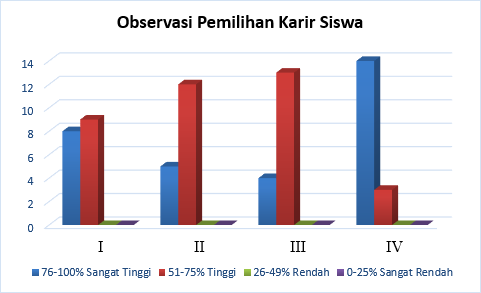 Observasi Pemilihan Karir Siswa
14
12
10
8
6
4
2
0
I II III IV
76-100% Sangat Tinggi 51-75% Tinggi 26-49% Rendah 0-25% Sangat Rendah